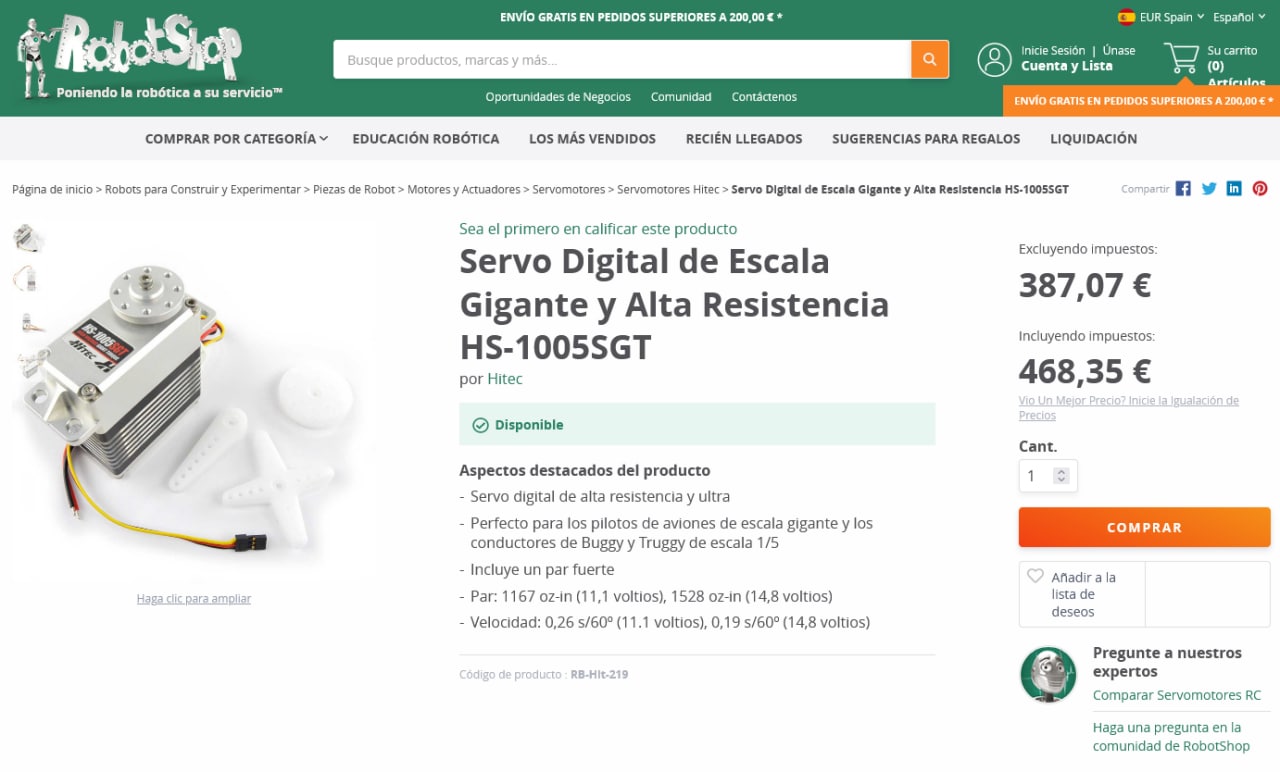 ENVÍO GRATIS EN PEDIDOS SUPERIORES A 200,00 € *
EUR Spain
Español
RobotShop
Poniendo la robótica a su servicio™
Busque productos, marcas y más...
Inicie Sesión | Únase
Cuenta y Lista
Su carrito
(0)
Artículos
Oportunidades de Negocios
Comunidad
Contáctenos
ENVÍO GRATIS EN PEDIDOS SUPERIORES A 200,00 € *
COMPRAR POR CATEGORÍA
EDUCACIÓN ROBÓTICA
LOS MÁS VENDIDOS
RECIÉN LLEGADOS
SUGERENCIAS PARA REGALOS
LIQUIDACIÓN
Página de inicio > Robots para Construir y Experimentar > Piezas de Robot > Motores y Actuadores > Servomotores > Servomotores Hitec > Servo Digital de Escala Gigante y Alta Resistencia HS-1005SGT
Compartir
HS-1005SGT
HITEC
Haga clic para ampliar
Sea el primero en calificar este producto
Servo Digital de Escala
Gigante y Alta Resistencia
HS-1005SGT
por Hitec
Disponible
Aspectos destacados del producto
- Servo digital de alta resistencia y ultra
- Perfecto para los pilotos de aviones de escala gigante y los
conductores de Buggy y Truggy de escala 1/5
- Incluye un par fuerte
- Par: 1167 oz-in (11,1 voltios), 1528 oz-in (14,8 voltios)
- Velocidad: 0,26 s/60º (11.1 voltios), 0,19 s/60º (14,8 voltios)
Código de producto : RB-Hit-219
Excluyendo impuestos:
387,07 €
Incluyendo impuestos:
468,35 €
Vio Un Mejor Precio? Inicie la Igualación de
Precios
Cant.
1
COMPRAR
Añadir a la
lista de
deseos
Pregunte a nuestros
expertos
Comparar Servomotores RC
Haga una pregunta en la
comunidad de RobotShop